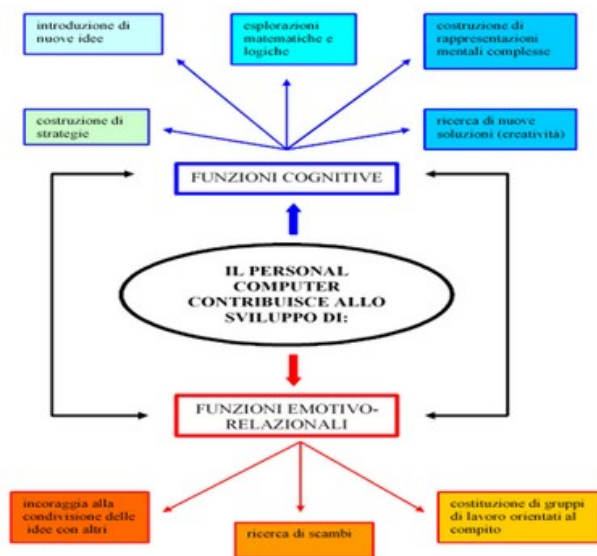 introduzione di
nuove idee
esplorazioni
matematiche e
logiche
costruzione di
rappresentazioni
mentali complesse
costruzione di
strategie
ricerca di nuove
soluzioni (creatività)
FUNZIONI COGNITIVE
IL PERSONAL
COMPUTER
CONTRIBUISCE ALLO
SVILUPPO DI:
FUNZIONI EMOTIVO-
RELAZIONALI
incoraggia alla
condivisione delle
idee con altri
ricerca di scambi
costituzione di gruppi
di lavoro orientati al
compito